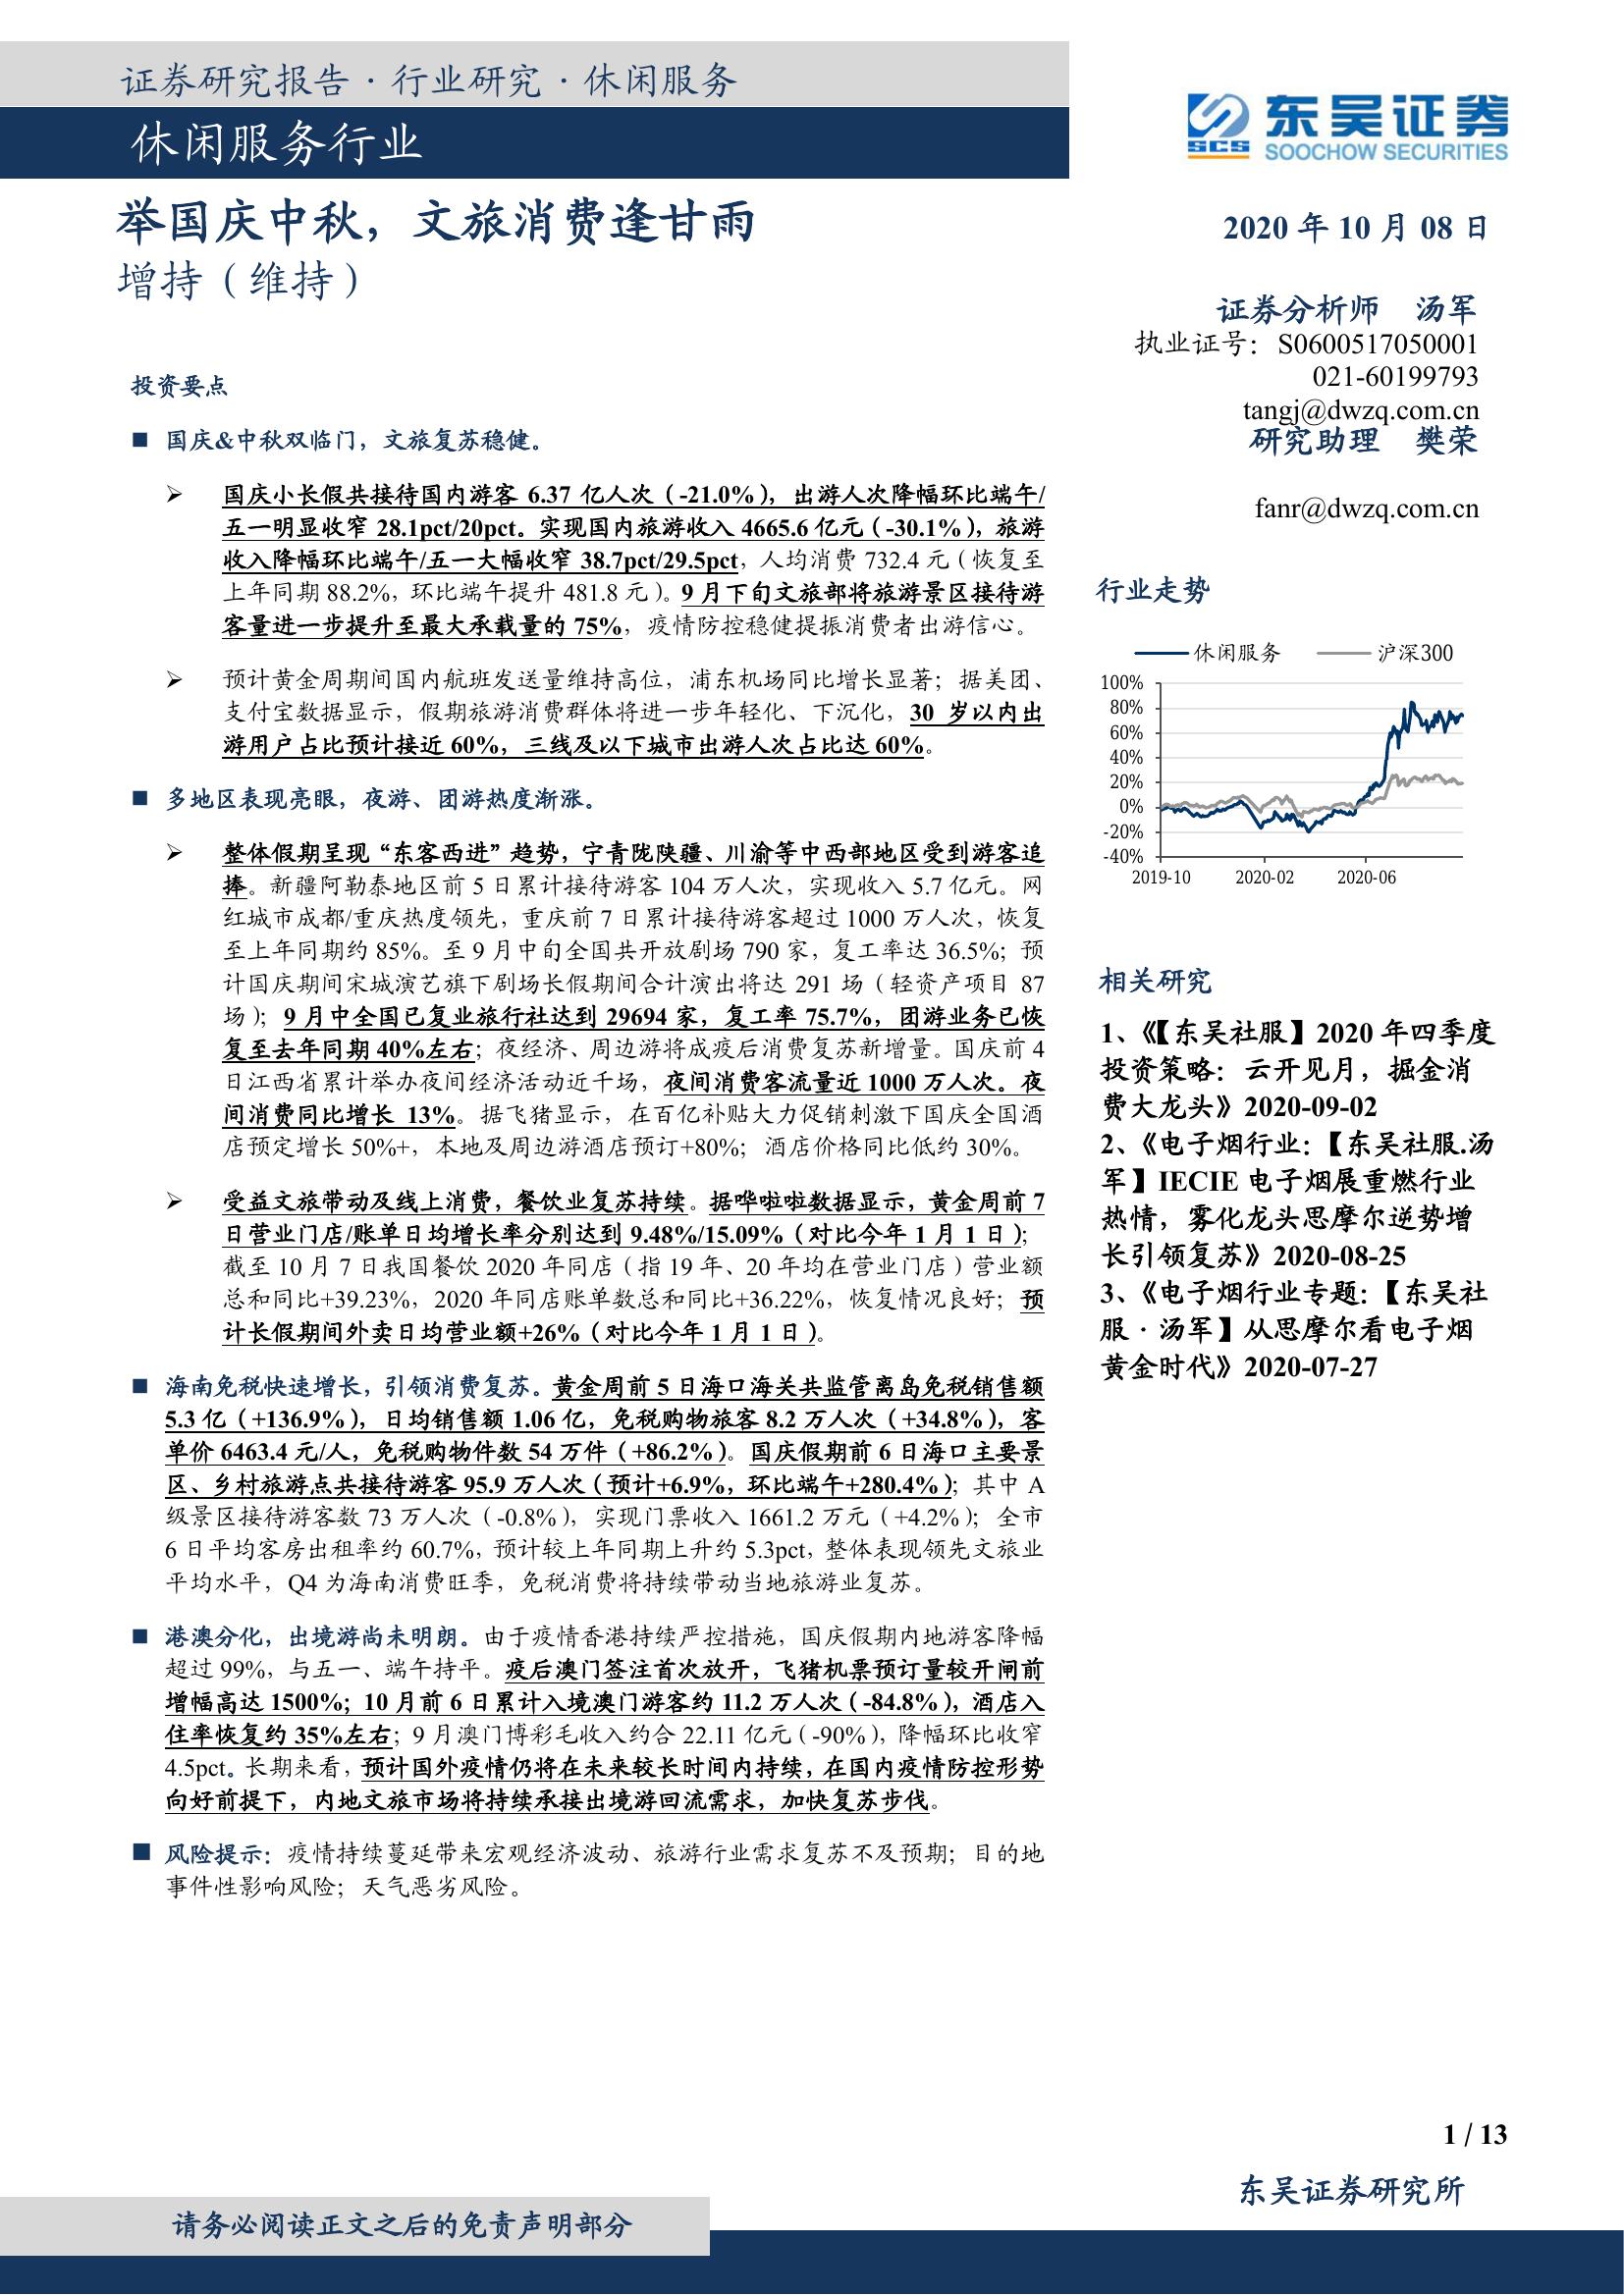 证券研究报告·行业研究·休闲服务
休闲服务行业
SCS
东吴证券
SOOCHOW SECURITIES
举国庆中秋，文旅消费逢甘雨
增持（维持）
2020 年 10 月 08 日
证券分析师 汤军
执业证号：S0600517050001
021-60199793
tangj@dwzq.com.cn
研究助理 樊荣
fanr@dwzq.com.cn
投资要点
■ 国庆&中秋双临门，文旅复苏稳健。
➢ 国庆小长假共接待国内游客 6.37 亿人次（-21.0%），出游人次降幅环比端午/
五一明显收窄 28.1pct/20pct。实现国内旅游收入 4665.6 亿元（-30.1%），旅游
收入降幅环比端午/五一大幅收窄 38.7pct/29.5pct，人均消费 732.4 元（恢复至
上年同期 88.2%，环比端午提升 481.8 元）。9 月下旬文旅部将旅游景区接待游
客量进一步提升至最大承载量的 75%，疫情防控稳健提振消费者出游信心。
➢ 预计黄金周期间国内航班发送量维持高位，浦东机场同比增长显著；据美团、
支付宝数据显示，假期旅游消费群体将进一步年轻化、下沉化，30 岁以内出
游用户占比预计接近 60%，三线及以下城市出游人次占比达 60%。
■ 多地区表现亮眼，夜游、团游热度渐涨。
➢ 整体假期呈现“东客西进”趋势，宁青陇陕疆、川渝等中西部地区受到游客追
捧。新疆阿勒泰地区前 5 日累计接待游客 104 万人次，实现收入 5.7 亿元。网
红城市成都/重庆热度领先，重庆前 7 日累计接待游客超过 1000 万人次，恢复
至上年同期约 85%。至 9 月中旬全国共开放剧场 790 家，复工率达 36.5%；预
计国庆期间宋城演艺旗下剧场长假期间合计演出将达 291 场（轻资产项目 87
场）；9 月中全国已复业旅行社达到 29694 家，复工率 75.7%，团游业务已恢
复至去年同期 40%左右；夜经济、周边游将成疫后消费复苏新增量。国庆前 4
日江西省累计举办夜间经济活动近千场，夜间消费客流量近 1000 万人次。夜
间消费同比增长 13%。据飞猪显示，在百亿补贴大力促销刺激下国庆全国酒
店预定增长 50%+，本地及周边游酒店预订+80%；酒店价格同比低约 30%。
➢ 受益文旅带动及线上消费，餐饮业复苏持续。据哗啦啦数据显示，黄金周前 7
日营业门店/账单日均增长率分别达到 9.48%/15.09%（对比今年 1 月 1 日）；
截至 10 月 7 日我国餐饮 2020 年同店（指 19 年、20 年均在营业门店）营业额
总和同比+39.23%，2020 年同店账单数总和同比+36.22%，恢复情况良好；预
计长假期间外卖日均营业额+26%（对比今年 1 月 1 日）。
■ 海南免税快速增长，引领消费复苏。黄金周前 5 日海口海关共监管离岛免税销售额
5.3 亿（+136.9%），日均销售额 1.06 亿，免税购物旅客 8.2 万人次（+34.8%），客
单价 6463.4 元/人，免税购物件数 54 万件（+86.2%）。国庆假期前 6 日海口主要景
区、乡村旅游点共接待游客 95.9 万人次（预计+6.9%，环比端午+280.4%）；其中 A
级景区接待游客数 73 万人次（-0.8%），实现门票收入 1661.2 万元（+4.2%）；全市
6 日平均客房出租率约 60.7%，预计较上年同期上升约 5.3pct，整体表现领先文旅业
平均水平，Q4 为海南消费旺季，免税消费将持续带动当地旅游业复苏。
■ 港澳分化，出境游尚未明朗。由于疫情香港持续严控措施，国庆假期内地游客降幅
超过 99%，与五一、端午持平。疫后澳门签注首次放开，飞猪机票预订量较开闸前
增幅高达 1500%；10 月前 6 日累计入境澳门游客约 11.2 万人次（-84.8%），酒店入
住率恢复约 35%左右；9 月澳门博彩毛收入约合 22.11 亿元（-90%），降幅环比收窄
4.5pct。长期来看，预计国外疫情仍将在未来较长时间内持续，在国内疫情防控形势
向好前提下，内地文旅市场将持续承接出境游回流需求，加快复苏步伐。
■ 风险提示：疫情持续蔓延带来宏观经济波动、旅游行业需求复苏不及预期；目的地
事件性影响风险；天气恶劣风险。
行业走势
休闲服务 沪深300
100%
80%
60%
40%
20%
0%
-20%
-40%
2019-10 2020-02 2020-06
相关研究
1、《【东吴社服】2020 年四季度
投资策略：云开见月，掘金消
费大龙头》2020-09-02
2、《电子烟行业：【东吴社服.汤
军】IECIE 电子烟展重燃行业
热情，雾化龙头思摩尔逆势增
长引领复苏》2020-08-25
3、《电子烟行业专题：【东吴社
服·汤军】从思摩尔看电子烟
黄金时代》2020-07-27
1 / 13
东吴证券研究所
请务必阅读正文之后的免责声明部分